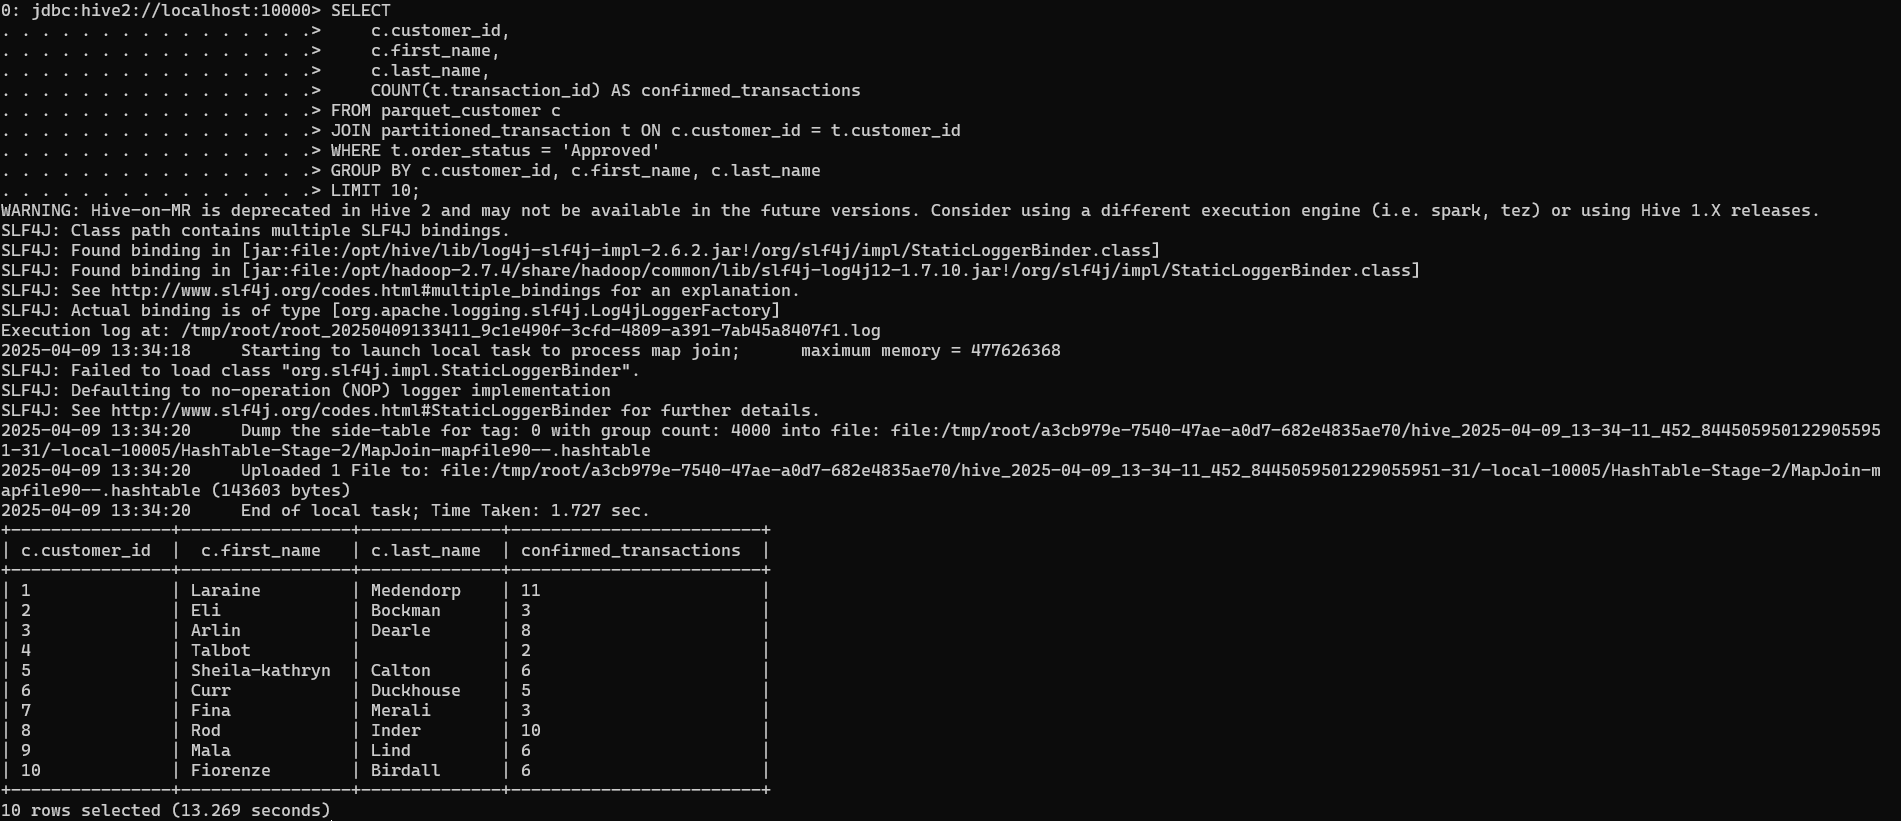 0: jdbc:hive2://localhost:10000> SELECT
. . . . . . . . . . . . . . . .>     c.customer_id,
. . . . . . . . . . . . . . . .>     c.first_name,
. . . . . . . . . . . . . . . .>     c.last_name,
. . . . . . . . . . . . . . . .>     COUNT(t.transaction_id) AS confirmed_transactions
. . . . . . . . . . . . . . . .> FROM parquet_customer c
. . . . . . . . . . . . . . . .> JOIN partitioned_transaction t ON c.customer_id = t.customer_id
. . . . . . . . . . . . . . . .> WHERE t.order_status = 'Approved'
. . . . . . . . . . . . . . . .> GROUP BY c.customer_id, c.first_name, c.last_name
. . . . . . . . . . . . . . . .> LIMIT 10;
WARNING: Hive-on-MR is deprecated in Hive 2 and may not be available in the future versions. Consider using a different execution engine (i.e. spark, tez) or using Hive 1.X releases.
SLF4J: Class path contains multiple SLF4J bindings.
SLF4J: Found binding in [jar:file:/opt/hive/lib/log4j-slf4j-impl-2.6.2.jar!/org/slf4j/impl/StaticLoggerBinder.class]
SLF4J: Found binding in [jar:file:/opt/hadoop-2.7.4/share/hadoop/common/lib/slf4j-log4j12-1.7.10.jar!/org/slf4j/impl/StaticLoggerBinder.class]
SLF4J: See http://www.slf4j.org/codes.html#multiple_bindings for an explanation.
SLF4J: Actual binding is of type [org.apache.logging.slf4j.Log4jLoggerFactory]
Execution log at: /tmp/root/root_20250409133411_9c1e490f-3cfd-4809-a391-7ab45a8407f1.log
2025-04-09 13:34:18     Starting to launch local task to process map join;      maximum memory = 477626368
SLF4J: Failed to load class "org.slf4j.impl.StaticLoggerBinder".
SLF4J: Defaulting to no-operation (NOP) logger implementation
SLF4J: See http://www.slf4j.org/codes.html#StaticLoggerBinder for further details.
2025-04-09 13:34:20     Dump the side-table for tag: 0 with group count: 4000 into file: file:/tmp/root/a3cb979e-7540-47ae-a0d7-682e4835ae70/hive_2025-04-09_13-34-11_452_844505950122905595
1-31/-local-10005/HashTable-Stage-2/MapJoin-mapfile90--.hashtable
2025-04-09 13:34:20     Uploaded 1 File to: file:/tmp/root/a3cb979e-7540-47ae-a0d7-682e4835ae70/hive_2025-04-09_13-34-11_452_8445059501229055951-31/-local-10005/HashTable-Stage-2/MapJoin-m
apfile90--.hashtable (143603 bytes)
2025-04-09 13:34:20     End of local task; Time Taken: 1.727 sec.
+----------------+-----------------+--------------+-------------------------+
| c.customer_id  |  c.first_name   | c.last_name  | confirmed_transactions  |
+----------------+-----------------+--------------+-------------------------+
| 1              | Laraine         | Medendorp    | 11                      |
| 2              | Eli             | Bockman      | 3                       |
| 3              | Arlin           | Dearle       | 8                       |
| 4              | Talbot          |              | 2                       |
| 5              | Sheila-kathryn  | Calton       | 6                       |
| 6              | Curr            | Duckhouse    | 5                       |
| 7              | Fina            | Merali       | 3                       |
| 8              | Rod             | Inder        | 10                      |
| 9              | Mala            | Lind         | 6                       |
| 10             | Fiorenze        | Birdall      | 6                       |
+----------------+-----------------+--------------+-------------------------+
10 rows selected (13.269 seconds)